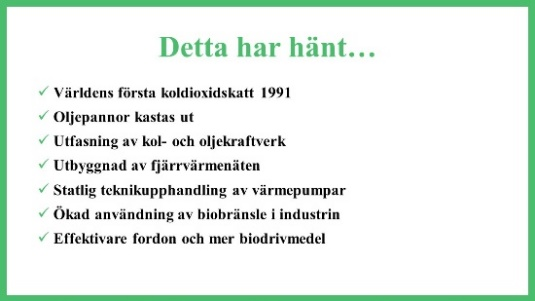 Detta har hänt…
Världens första koldioxidskatt 1991
Oljepannor kastas ut
Utfasning av kol- och oljekraftverk
Utbyggnad av fjärrvärmenäten
Statlig teknikupphandling av värmepumpar
Ökad användning av biobränsle i industrin
Effektivare fordon och mer biodrivmedel